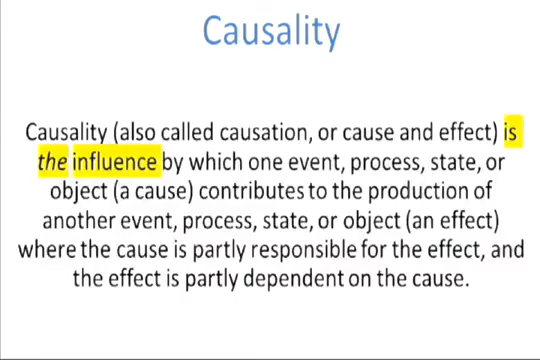 Causality
Causality (also called causation, or cause and effect) is
the influence by which one event, process, state, or
object (a cause) contributes to the production of
another event, process, state, or object (an effect)
where the cause is partly responsible for the effect, and
the effect is partly dependent on the cause.